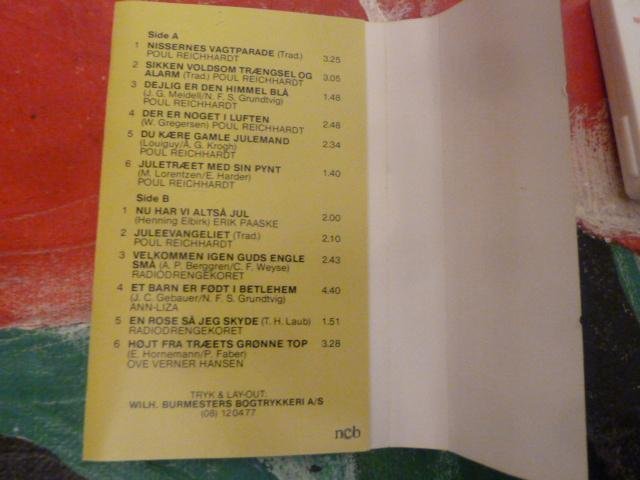 Side A
1 NISSERNES VAGTPARADE (Trad.)
POUL REICHHARDT 3.25
2 SIKKEN VOLDSOM TRÆNGSEL OG
ALARM (Trad.) POUL REICHHARDT 3.05
3 DEJLIG ER DEN HIMMEL BLÅ
(J. G. Meidell/N. F. S. Grundtvig) 1.48
POUL REICHHARDT
4 DER ER NOGET I LUFTEN
(W. Gregersen) POUL REICHHARDT 2.48
5 DU KÆRE GAMLE JULEMAND
(Louiguy/A. G. Krogh) 2.34
POUL REICHHARDT
6 JULETRÆET MED SIN PYNT
(M. Lorentzen/E. Harder) 1.40
POUL REICHHARDT
Side B
1 NU HAR VI ALTSÅ JUL
(Henning Elbirk) ERIK PAASKE 2.00
2 JULEEVANGELIET (Trad.)
POUL REICHHARDT 2.10
3 VELKOMMEN IGEN GUDS ENGLE
SMÅ (A. P. Berggren/C. F. Weyse) 2.43
RADIODRENGEKORET
4 ET BARN ER FØDT I BETLEHEM
(J. C. Gebauer/N. F. S. Grundtvig) 4.40
ANN-LIZA
5 EN ROSE SÅ JEG SKYDE (T. H. Laub) 1.51
RADIODRENGEKORET
6 HØJT FRA TRÆETS GRØNNE TOP 3.28
(E. Hornemann/P. Faber)
OVE VERNER HANSEN
TRYK & LAY-OUT:
WILH. BURMESTERS BOGTRYKKERI A/S
(08) 12 04 77
ncb